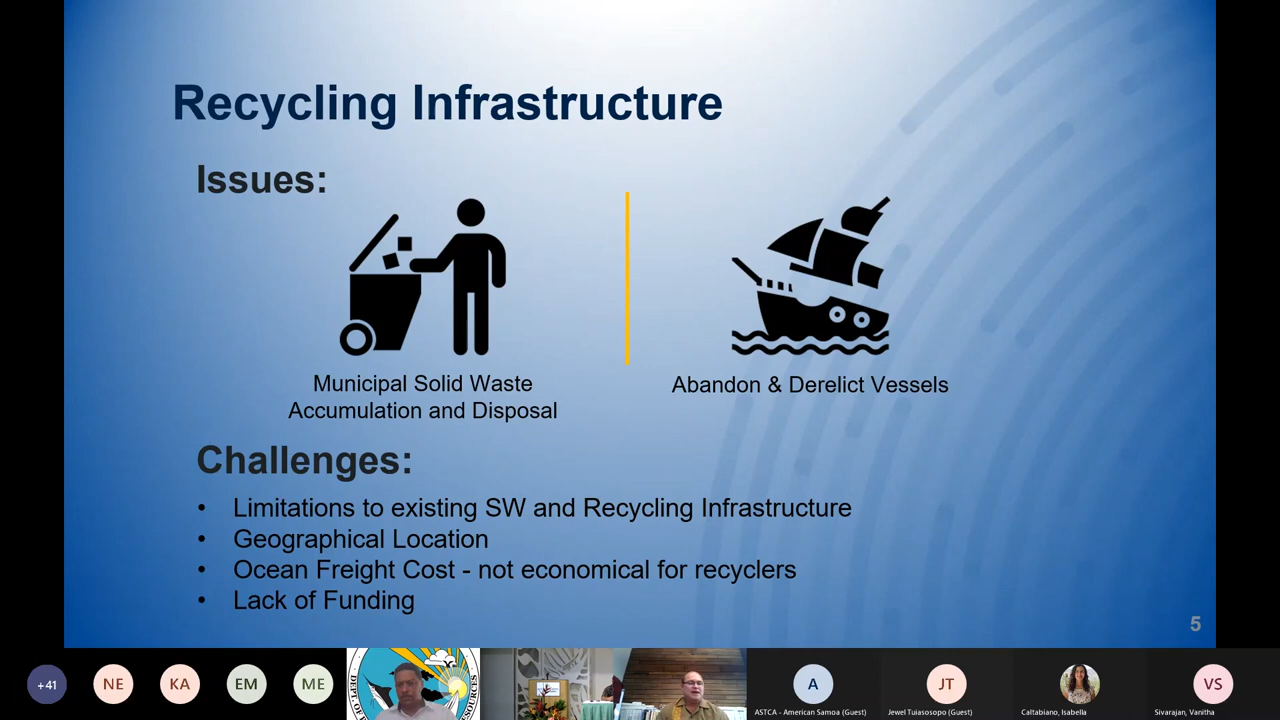 Recycling Infrastructure
Issues:
Municipal Solid Waste
Accumulation and Disposal
Abandon & Derelict Vessels
Challenges:
• Limitations to existing SW and Recycling Infrastructure
• Geographical Location
• Ocean Freight Cost - not economical for recyclers
• Lack of Funding
5
+41
NE
KA
EM
ME
A
ASTCA - American Samoa (Guest)
JT
Jewel Tuiasosopo (Guest)
Caltabiano, Isabella
VS
Sivarajan, Vanitha